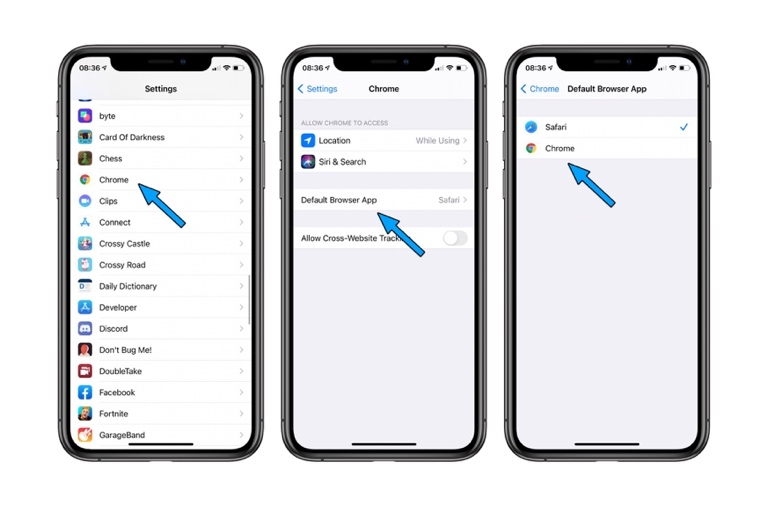 08:36
Settings
byte
Card Of Darkness
Chess
Chrome
Clips
Connect
Crossy Castle
Crossy Road
Daily Dictionary
Developer
Discord
Don't Bug Me!
DoubleTake
Facebook
Fortnite
GarageBand
08:36
Settings Chrome
ALLOW CHROME TO ACCESS
Location While Using
Siri & Search
Default Browser App Safari
Allow Cross-Website
08:36
Chrome Default Browser App
Safari
Chrome